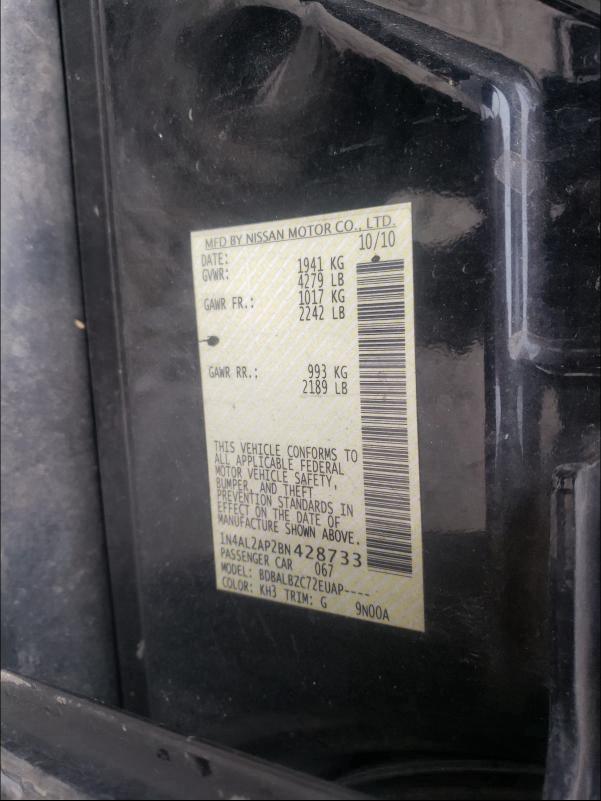 MFD BY NISSAN MOTOR CO., LTD.
DATE: 10/10
GVWR: 1941 KG
4279 LB
GAWR FR.: 1017 KG
2242 LB
GAWR RR.: 993 KG
2189 LB
THIS VEHICLE CONFORMS TO
ALL APPLICABLE FEDERAL
MOTOR VEHICLE SAFETY,
BUMPER, AND THEFT
PREVENTION STANDARDS IN
EFFECT ON THE DATE OF
MANUFACTURE SHOWN ABOVE.
1N4AL2AP2BN428733
PASSENGER CAR 067
MODEL: BDBALBZC72EUAP----
COLOR: KH3 TRIM: G 9N00A